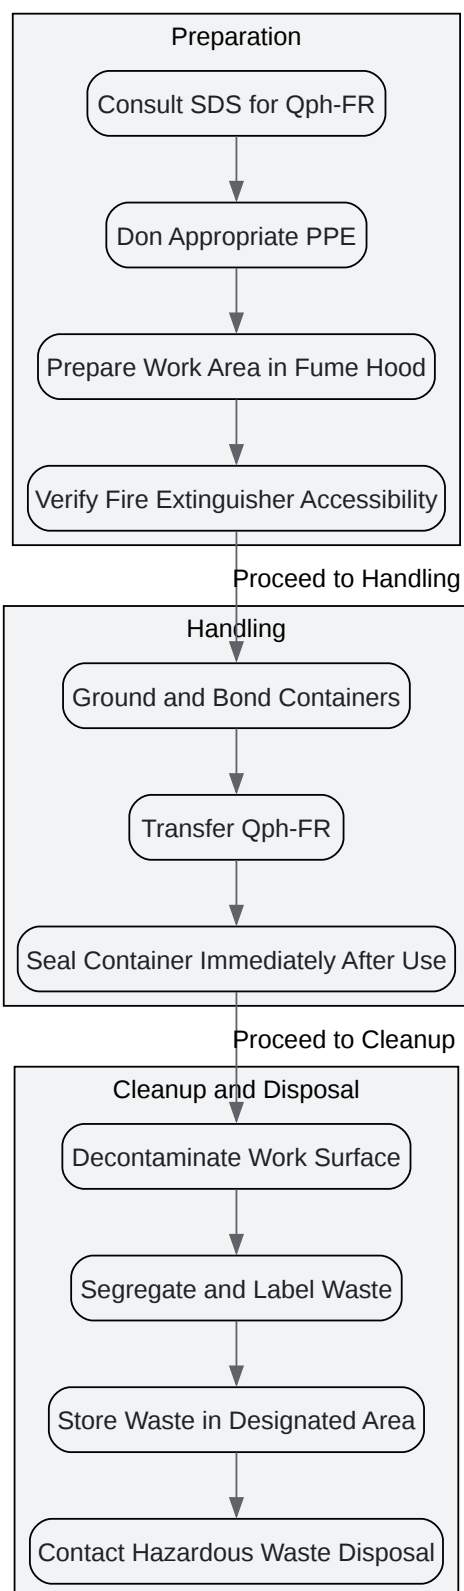 Preparation
Consult SDS for Qph-FR
Don Appropriate PPE
Prepare Work Area in Fume Hood
Verify Fire Extinguisher Accessibility
Proceed to Handling
Handling
Ground and Bond Containers
Transfer Qph-FR
Seal Container Immediately After Use
Proceed to Cleanup
Cleanup and Disposal
Decontaminate Work Surface
Segregate and Label Waste
Store Waste in Designated Area
Contact Hazardous Waste Disposal